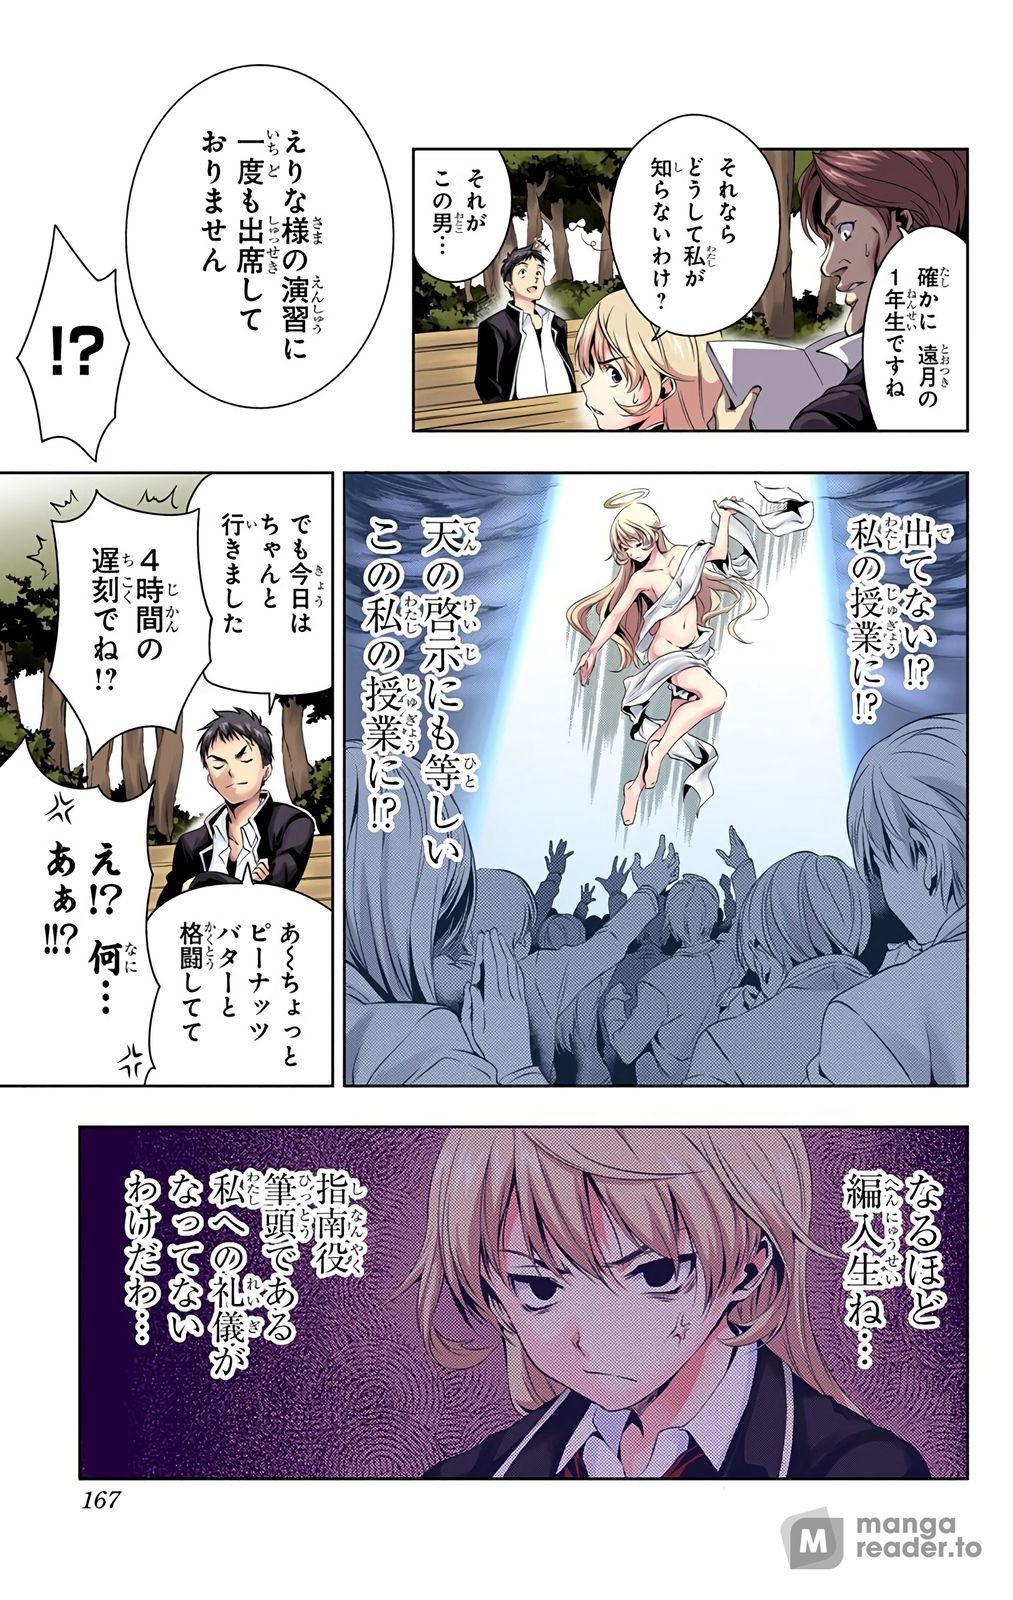 確かに 遠月の
1年生ですね
それなら
どうして私が
知らないわけ?
それが
この男…
えりな様の演習に
一度も出席して
おりません
!?
出てない!?
私の授業に!?
天の啓示にも等しい
この私の授業に!?
でも今日は
ちゃんと
行きました
4時間の
遅刻でね!?
あ〜ちょっと
ピーナッツ
バターと
格闘してて
え!? 何…
あぁ!!?
なるほど
編入生ね…
指南役
筆頭である
私への礼儀が
なってない
わけだわ…
167
M
manga
reader.to